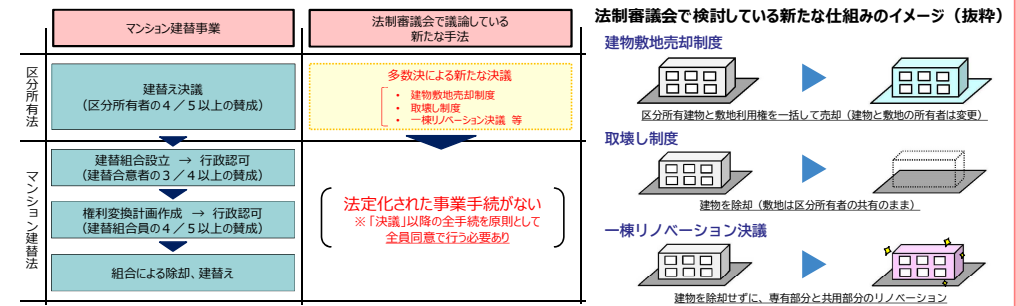 マンション建替事業
法制審議会で議論している
新たな手法
区分所有法
建替え決議
(区分所有者の4/5以上の賛成)
多数決による新たな決議
• 建物敷地売却制度
• 取壊し制度
• 一棟リノベーション決議 等
マンション建替法
建替組合設立 → 行政認可
(建替合意者の3/4以上の賛成)
権利変換計画作成 → 行政認可
(建替組合員の4/5以上の賛成)
組合による除却、建替え
法定化された事業手続がない
※「決議」以降の全手続を原則として
全員同意で行う必要あり
法制審議会で検討している新たな仕組みのイメージ(抜粋)
建物敷地売却制度
区分所有建物と敷地利用権を一括して売却(建物と敷地の所有者は変更)
取壊し制度
建物を除却(敷地は区分所有者の共有のまま)
一棟リノベーション決議
建物を除却せずに、専有部分と共用部分のリノベーション